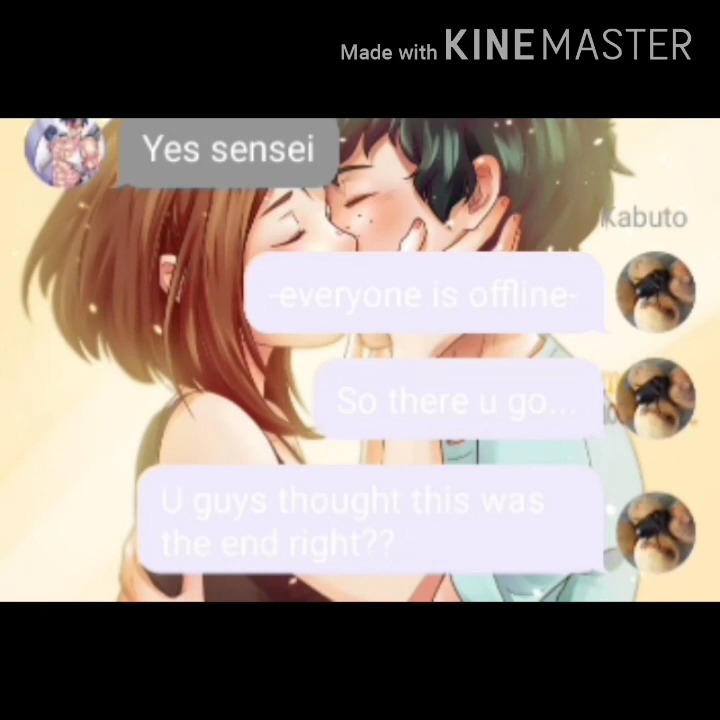 Made with KINEMASTER
Yes sensei
Kabuto
-everyone is offline-
So there u go...
U guys thought this was
the end right??